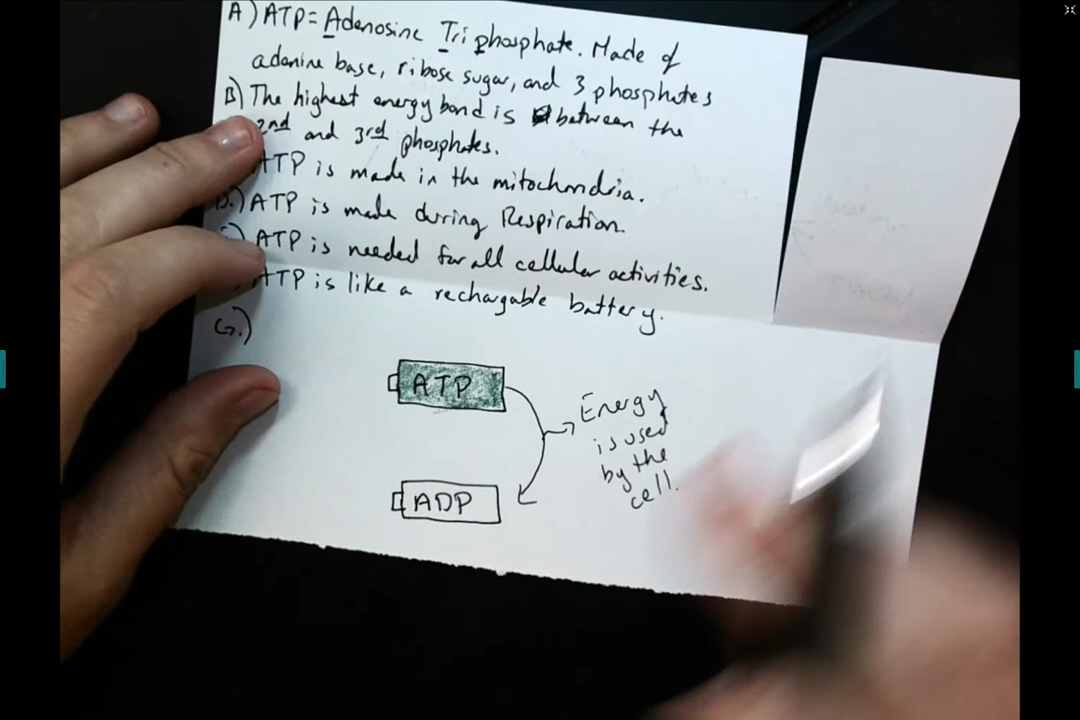 A.) ATP = Adenosine Triphosphate. Made of
adenine base, ribose sugar, and 3 phosphates
B.) The highest energy bond is between the
2nd and 3rd phosphates.
ATP is made in the mitochondria.
D.) ATP is made during Respiration.
ATP is needed for all cellular activities.
ATP is like a rechargable battery.
G.)
ATP
Energy
is used
by the
cell.
ADP